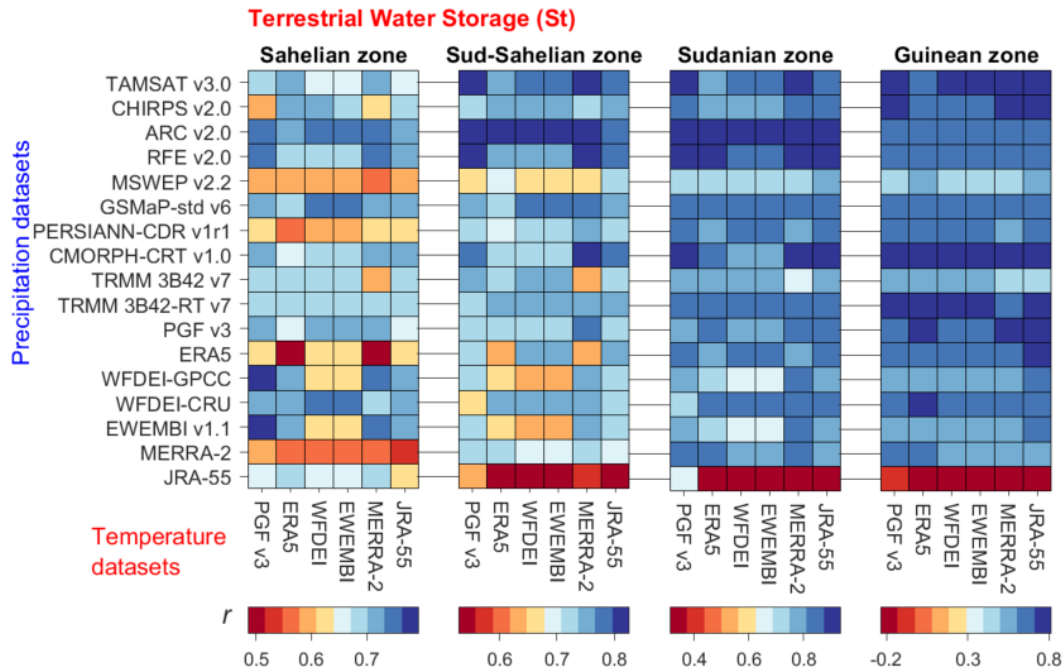 Terrestrial Water Storage (St)
Sahelian zone Sud-Sahelian zone Sudanian zone Guinean zone
Precipitation datasets
TAMSAT v3.0
CHIRPS v2.0
ARC v2.0
RFE v2.0
MSWEP v2.2
GSMaP-std v6
PERSIANN-CDR v1r1
CMORPH-CRT v1.0
TRMM 3B42 v7
TRMM 3B42-RT v7
PGF v3
ERA5
WFDEI-GPCC
WFDEI-CRU
EWEMBI v1.1
MERRA-2
JRA-55
Temperature
datasets
PGF v3 ERA5 WFDEI EWEMBI MERRA-2 JRA-55 PGF v3 ERA5 WFDEI EWEMBI MERRA-2 JRA-55 PGF v3 ERA5 WFDEI EWEMBI MERRA-2 JRA-55 PGF v3 ERA5 WFDEI EWEMBI MERRA-2 JRA-55
r
0.5 0.6 0.7 0.6 0.7 0.8 0.4 0.6 0.8 -0.2 0.3 0.8